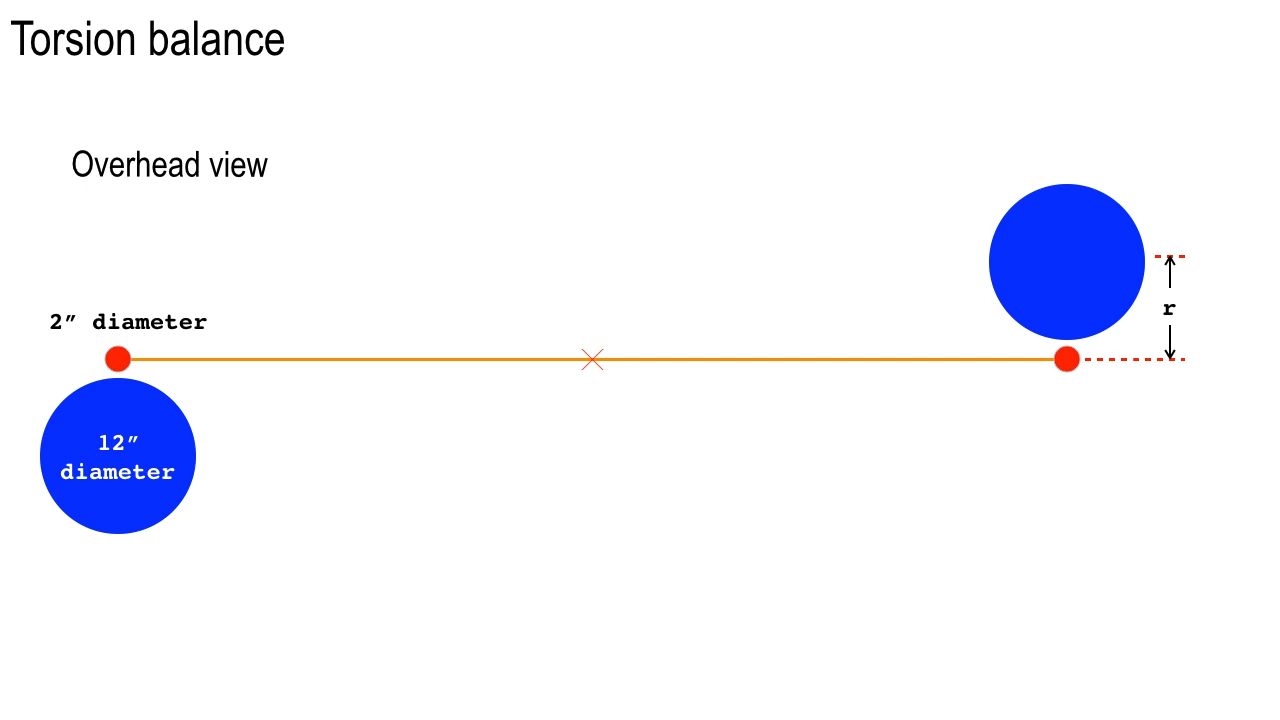 Torsion balance
Overhead view
2” diameter
r
12”
diameter